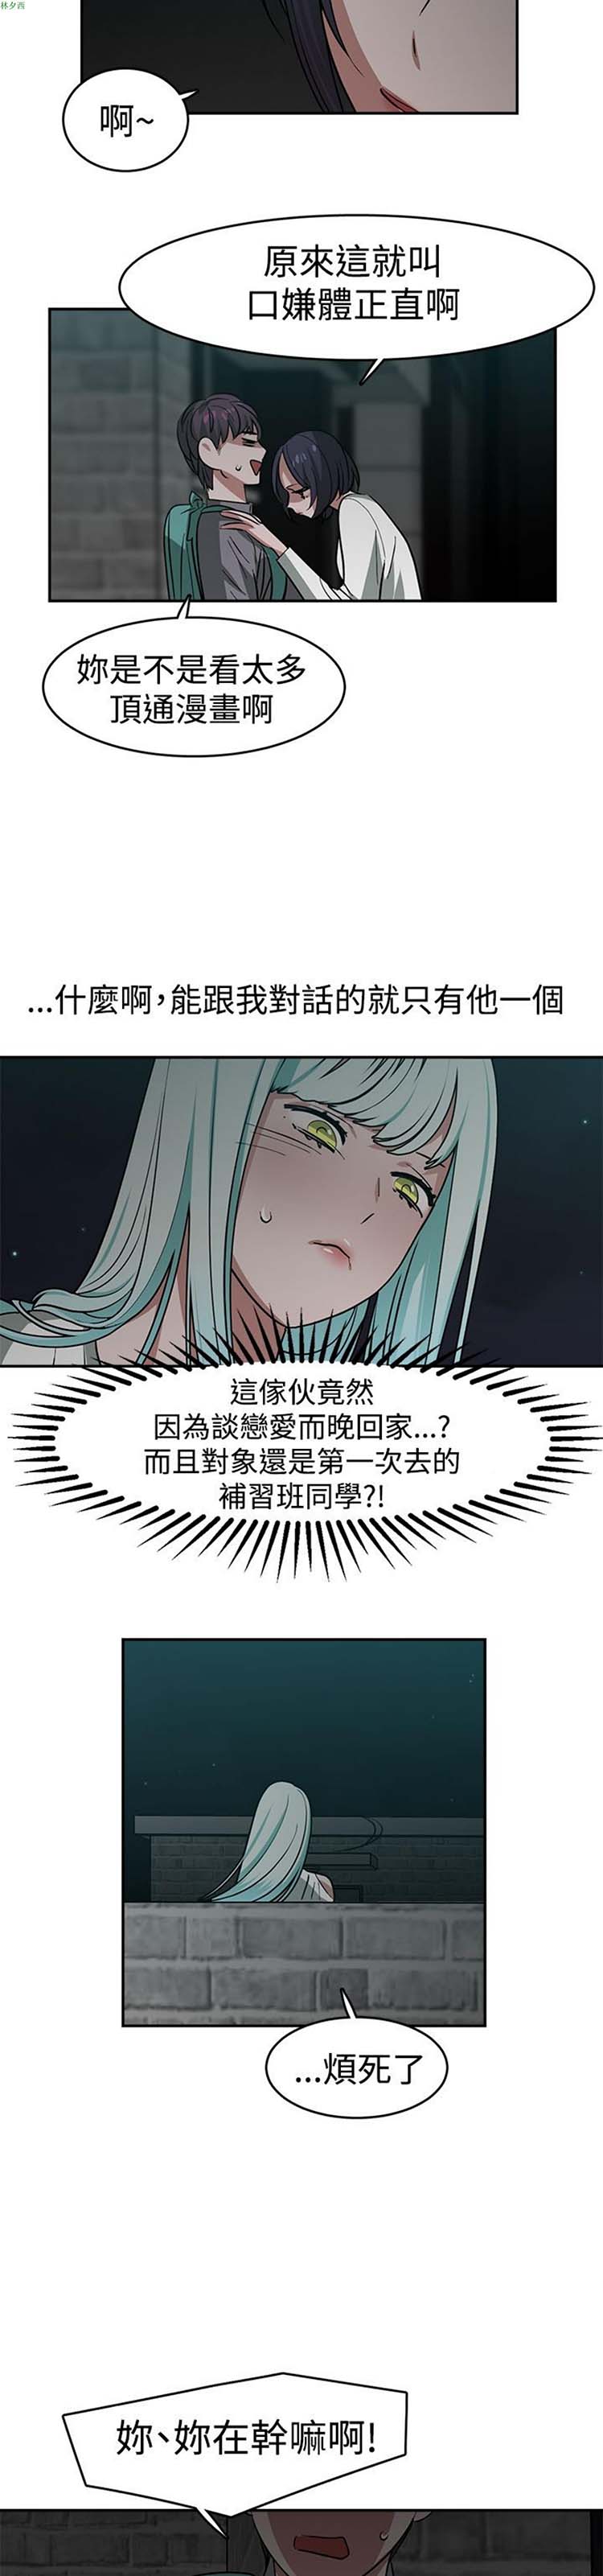 林夕西
啊~
原來這就叫
口嫌體正直啊
妳是不是看太多
頂通漫畫啊
...什麼啊,能跟我對話的就只有他一個
這傢伙竟然
因為談戀愛而晚回家...?
而且對象還是第一次去的
補習班同學?!
...煩死了
妳、妳在幹嘛啊!